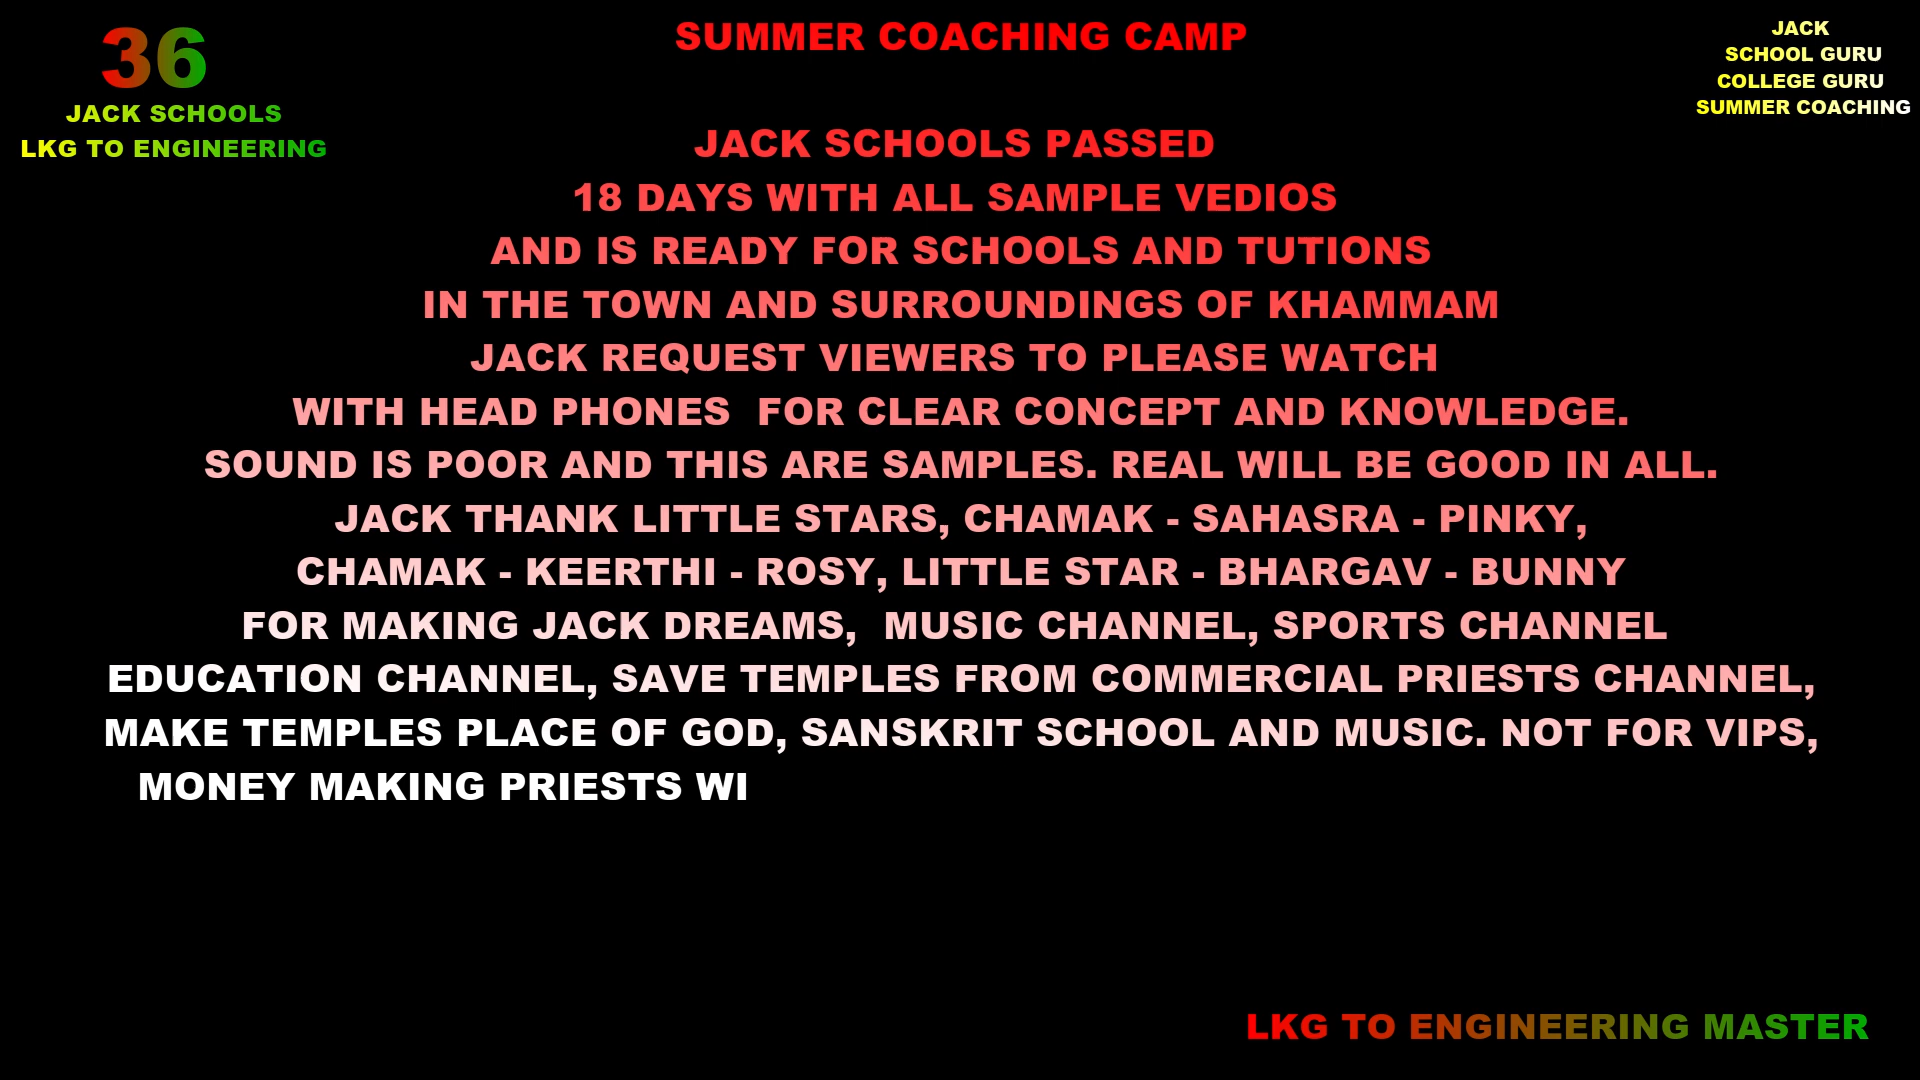 36
JACK SCHOOLS
LKG TO ENGINEERING
SUMMER COACHING CAMP
JACK
SCHOOL GURU
COLLEGE GURU
SUMMER COACHING
JACK SCHOOLS PASSED
18 DAYS WITH ALL SAMPLE VEDIOS
AND IS READY FOR SCHOOLS AND TUTIONS
IN THE TOWN AND SURROUNDINGS OF KHAMMAM
JACK REQUEST VIEWERS TO PLEASE WATCH
WITH HEAD PHONES  FOR CLEAR CONCEPT AND KNOWLEDGE.
SOUND IS POOR AND THIS ARE SAMPLES. REAL WILL BE GOOD IN ALL.
JACK THANK LITTLE STARS, CHAMAK - SAHASRA - PINKY,
CHAMAK - KEERTHI - ROSY, LITTLE STAR - BHARGAV - BUNNY
FOR MAKING JACK DREAMS,  MUSIC CHANNEL, SPORTS CHANNEL
EDUCATION CHANNEL, SAVE TEMPLES FROM COMMERCIAL PRIESTS CHANNEL,
MAKE TEMPLES PLACE OF GOD, SANSKRIT SCHOOL AND MUSIC. NOT FOR VIPS,
MONEY MAKING PRIESTS WI
LKG TO ENGINEERING MASTER